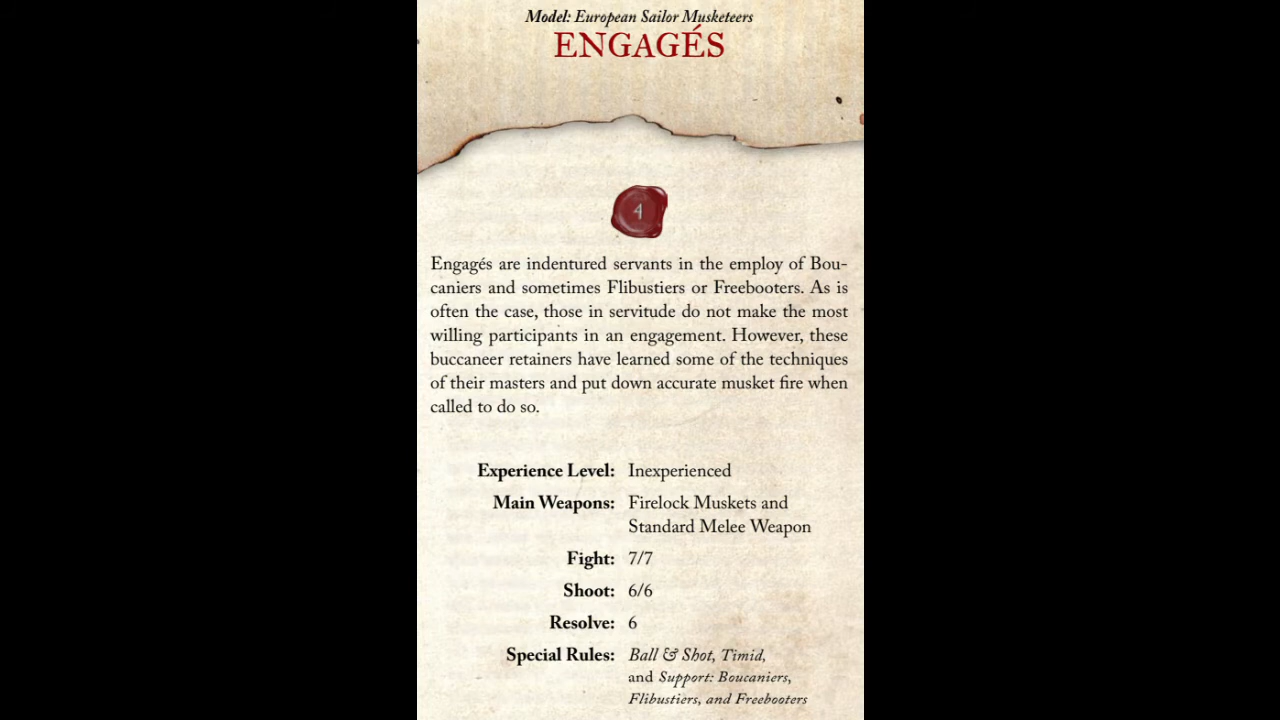 Model: European Sailor Musketeers
ENGAGÉS
4
Engagés are indentured servants in the employ of Bou-
caniers and sometimes Flibustiers or Freebooters. As is
often the case, those in servitude do not make the most
willing participants in an engagement. However, these
buccaneer retainers have learned some of the techniques
of their masters and put down accurate musket fire when
called to do so.
Experience Level: Inexperienced
Main Weapons: Firelock Muskets and
Standard Melee Weapon
Fight: 7/7
Shoot: 6/6
Resolve: 6
Special Rules: Ball & Shot, Timid,
and Support: Boucaniers,
Flibustiers, and Freebooters